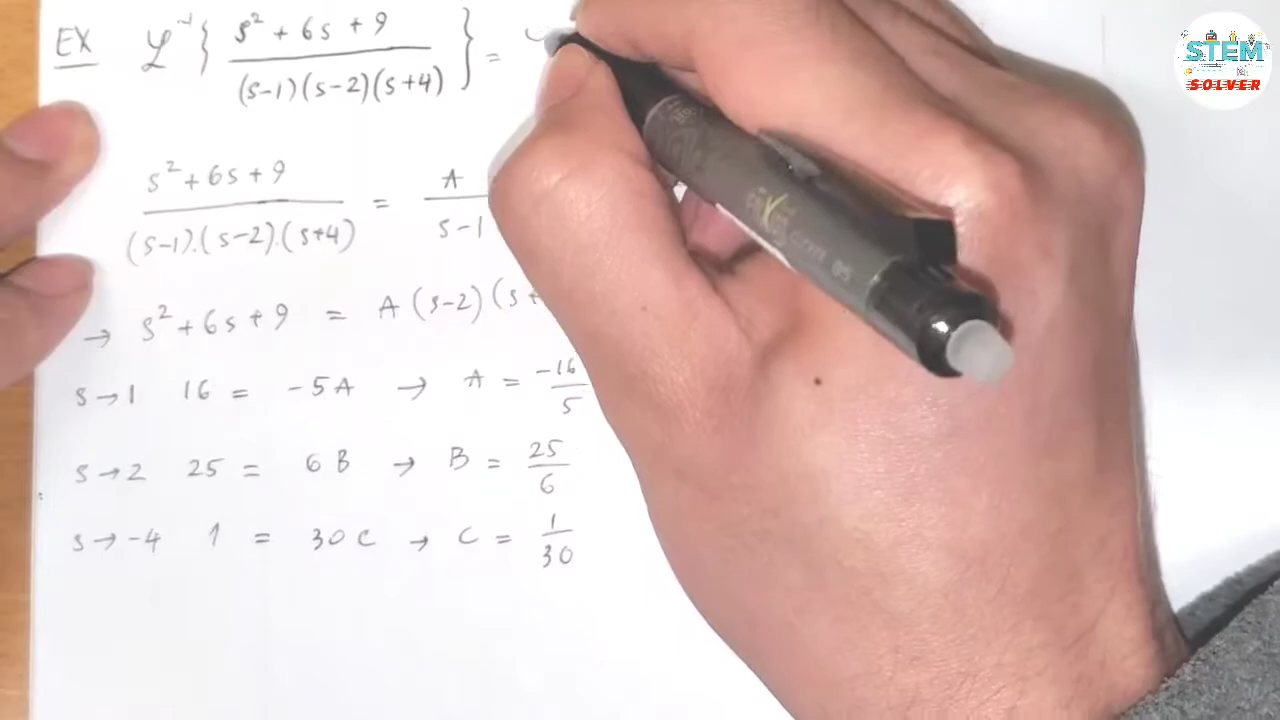 EX ℒ⁻¹ { s² + 6s + 9 / (s-1)(s-2)(s+4) } =
s² + 6s + 9 / (s-1).(s-2).(s+4) = A / s-1
→ s² + 6s + 9 = A (s-2) (s+
s→1 16 = -5A → A = -16/5
s→2 25 = 6B → B = 25/6
s→-4 1 = 30C → C = 1/30
STEM
SOLVER